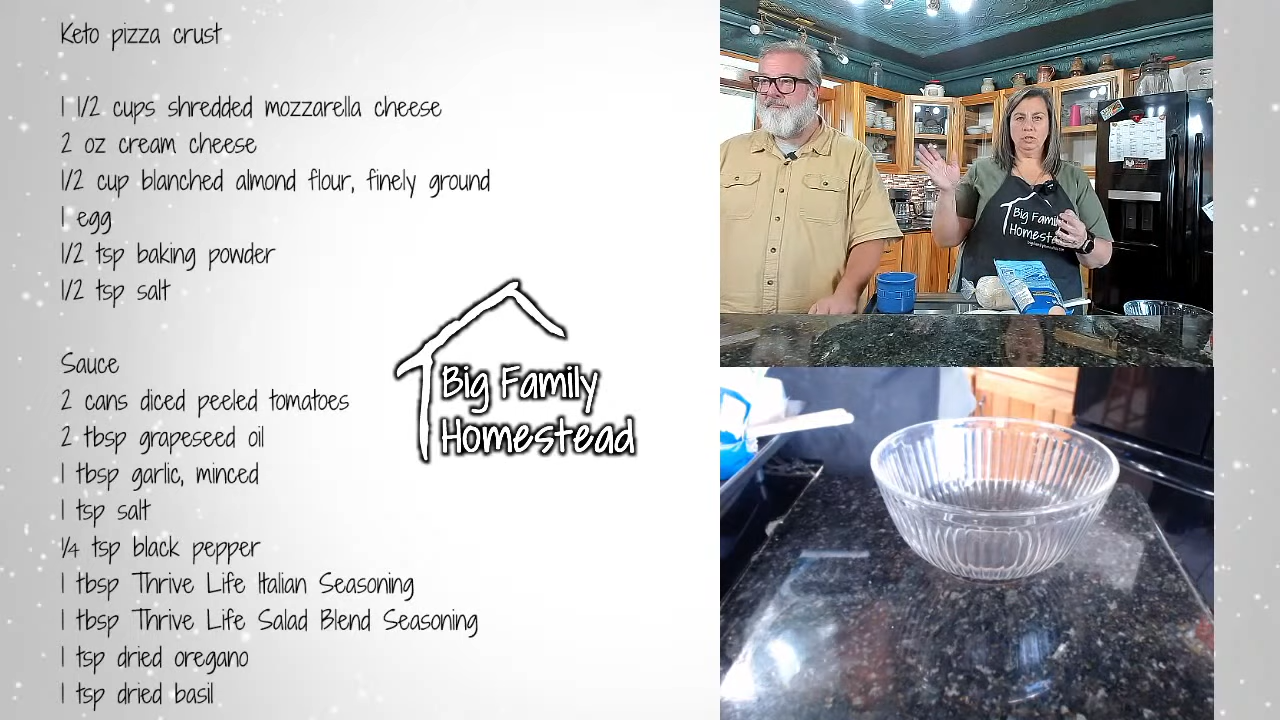 Keto pizza crust
1 1/2 cups shredded mozzarella cheese
2 oz cream cheese
1/2 cup blanched almond flour, finely ground
1 egg
1/2 tsp baking powder
1/2 tsp salt
Sauce
2 cans diced peeled tomatoes
2 tbsp grapeseed oil
1 tbsp garlic, minced
1 tsp salt
1/4 tsp black pepper
1 tbsp Thrive Life Italian Seasoning
1 tbsp Thrive Life Salad Blend Seasoning
1 tsp dried oregano
1 tsp dried basil
Big Family
Homestead
Big Fami
Homeste